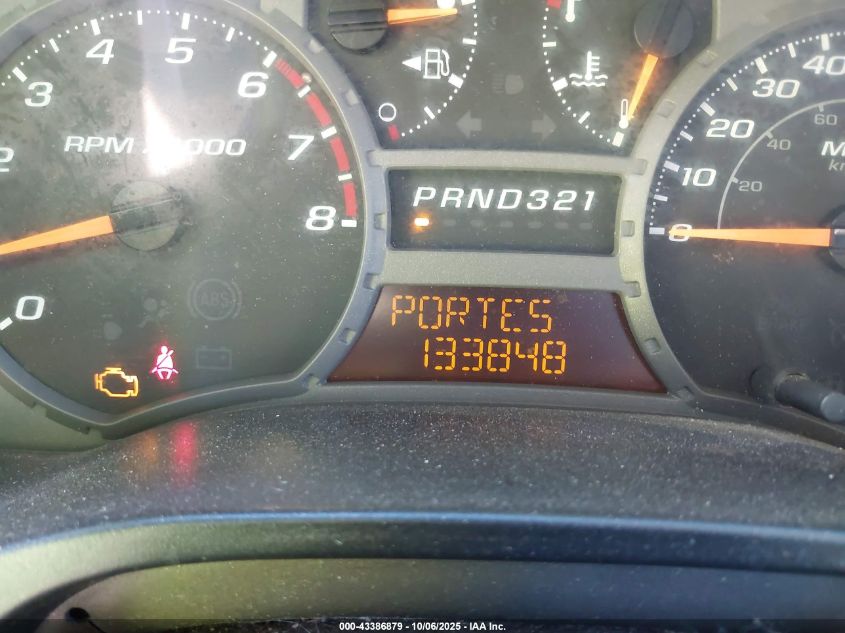 2 3 4 5 6 7 8
0
RPM X1000
PRND321
PORTES
133848
ABS
0 10 20 30 40
20 40 60
000-43386879 - 10/06/2025 - IAA Inc.